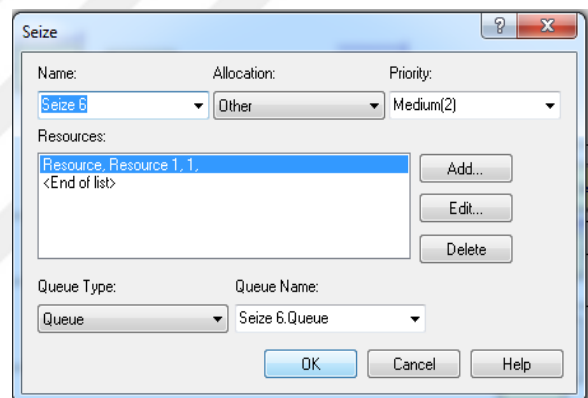 Seize
Name: Allocation: Priority:
Seize 6 Other Medium(2)
Resources:
Resource, Resource 1, 1,
<End of list>
Add...
Edit...
Delete
Queue Type: Queue Name:
Queue Seize 6.Queue
OK Cancel Help